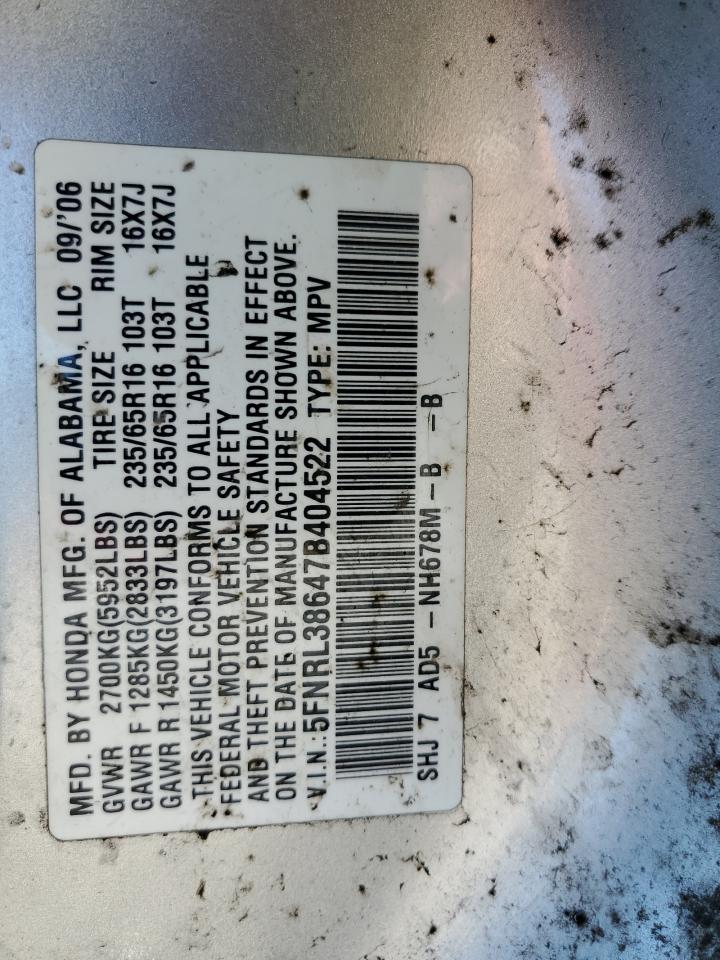 MFD. BY HONDA MFG. OF ALABAMA, LLC 09/'06
GVWR 2700KG(5952LBS) TIRE SIZE RIM SIZE
GAWR F 1285KG(2833LBS) 235/65R16 103T 16X7J
GAWR R 1450KG(3197LBS) 235/65R16 103T 16X7J
THIS VEHICLE CONFORMS TO ALL APPLICABLE
FEDERAL MOTOR VEHICLE SAFETY
AND THEFT PREVENTION STANDARDS IN EFFECT
ON THE DATE OF MANUFACTURE SHOWN ABOVE.
V.I.N.:5FNRL38647B404522 TYPE: MPV
SHJ 7 AD5 -NH678M-B -B